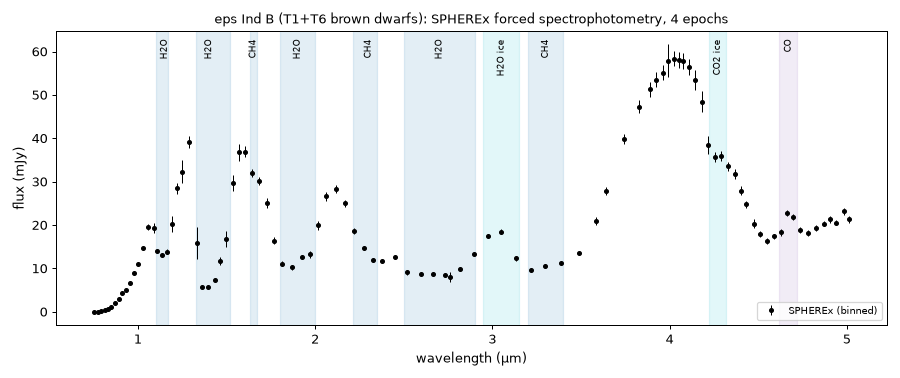 eps Ind B (T1+T6 brown dwarfs): SPHEREx forced spectrophotometry, 4 epochs
H2O
H2O
CH4
H2O
CH4
H2O
H2O ice
CH4
CO2 ice
CO
60
50
40
30
20
10
0
flux (mJy)
SPHEREx (binned)
1
2
3
4
5
wavelength (μm)